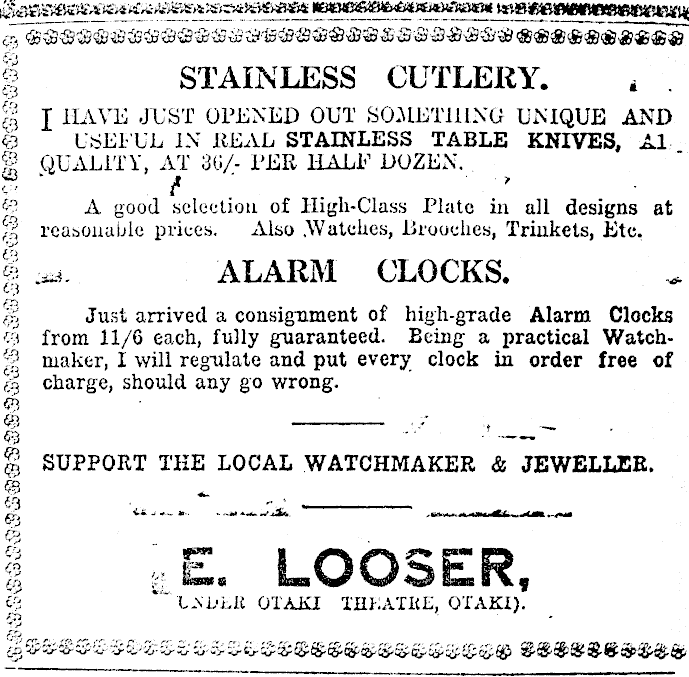 STAINLESS CUTLERY.
I HAVE JUST OPENED OUT SOMETHING UNIQUE AND
USEFUL IN REAL STAINLESS TABLE KNIVES, A1
QUALITY, AT 36/- PER HALF DOZEN.
A good selection of High-Class Plate in all designs at
reasonable prices. Also Watches, Brooches, Trinkets, Etc.
ALARM CLOCKS.
Just arrived a consignment of high-grade Alarm Clocks
from 11/6 each, fully guaranteed. Being a practical Watch-
maker, I will regulate and put every clock in order free of
charge, should any go wrong.
SUPPORT THE LOCAL WATCHMAKER & JEWELLER.
E. LOOSER,
UNDER OTAKI THEATRE, OTAKI).